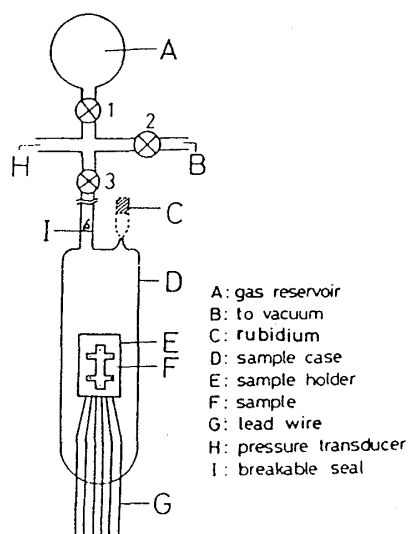 A
1
2
H
B
3
C
I
D
E
F
G
A: gas reservoir
B: to vacuum
C: rubidium
D: sample case
E: sample holder
F: sample
G: lead wire
H: pressure transducer
I: breakable seal